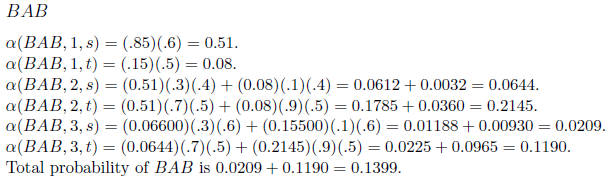 BAB
α(BAB, 1, s) = (.85)(.6) = 0.51.
α(BAB, 1, t) = (.15)(.5) = 0.08.
α(BAB, 2, s) = (0.51)(.3)(.4) + (0.08)(.1)(.4) = 0.0612 + 0.0032 = 0.0644.
α(BAB, 2, t) = (0.51)(.7)(.5) + (0.08)(.9)(.5) = 0.1785 + 0.0360 = 0.2145.
α(BAB, 3, s) = (0.06600)(.3)(.6) + (0.15500)(.1)(.6) = 0.01188 + 0.00930 = 0.0209.
α(BAB, 3, t) = (0.0644)(.7)(.5) + (0.2145)(.9)(.5) = 0.0225 + 0.0965 = 0.1190.
Total probability of BAB is 0.0209 + 0.1190 = 0.1399.